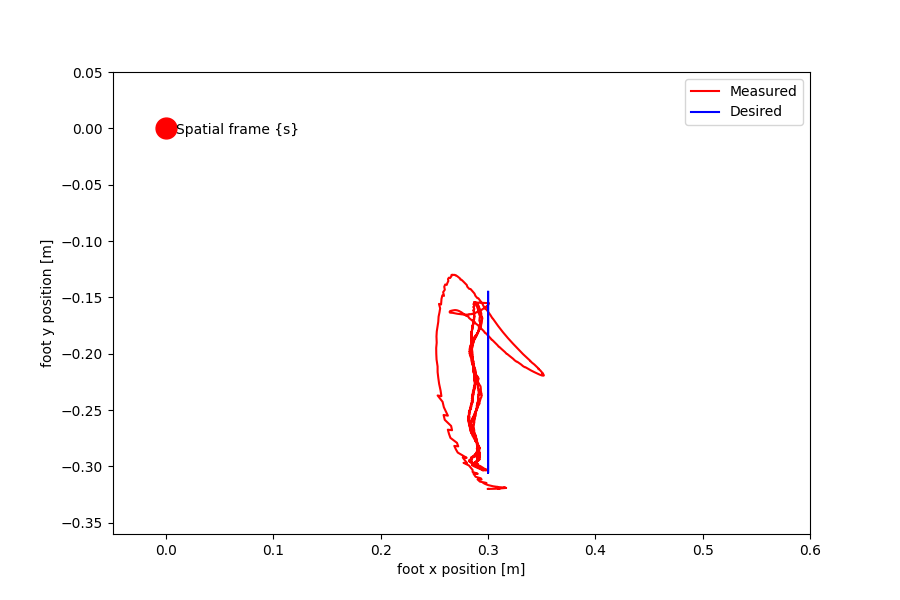 0.05
0.00
−0.05
−0.10
−0.15
−0.20
−0.25
−0.30
−0.35
foot y position [m]
Spatial frame {s}
Measured
Desired
0.0 0.1 0.2 0.3 0.4 0.5 0.6
foot x position [m]